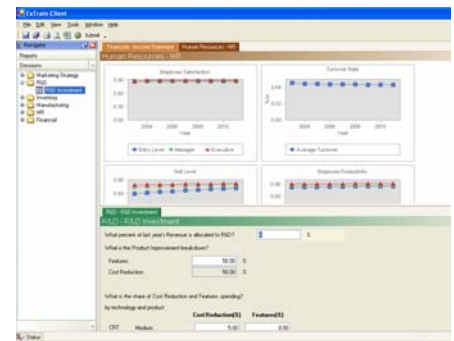 ExTrain Client
File Edit View Tools Window Help
Submit
Navigator
Reports
Decisions
Marketing Strategy
R&D
R&D Investment
Inventory
Manufacturing
HR
Financial
Financials - Income Statement Human Resources - HR
Human Resources - HR
Employee Satisfaction
Year
Entry Level Manager Executive
Turnover Rate
Year
Average Turnover
Skill Level
Employee Productivity
R&D - R&D Investment
R&D - R&D Investment
What percent of last year's Revenue is allocated to R&D? %
What is the Product Improvement breakdown?
Features 50.00 %
Cost Reduction 50.00 %
What is the share of Cost Reduction and Features spending?
by technology and product
Cost Reduction(%) Features(%)
CRT Medium 5.00 8.00
Status